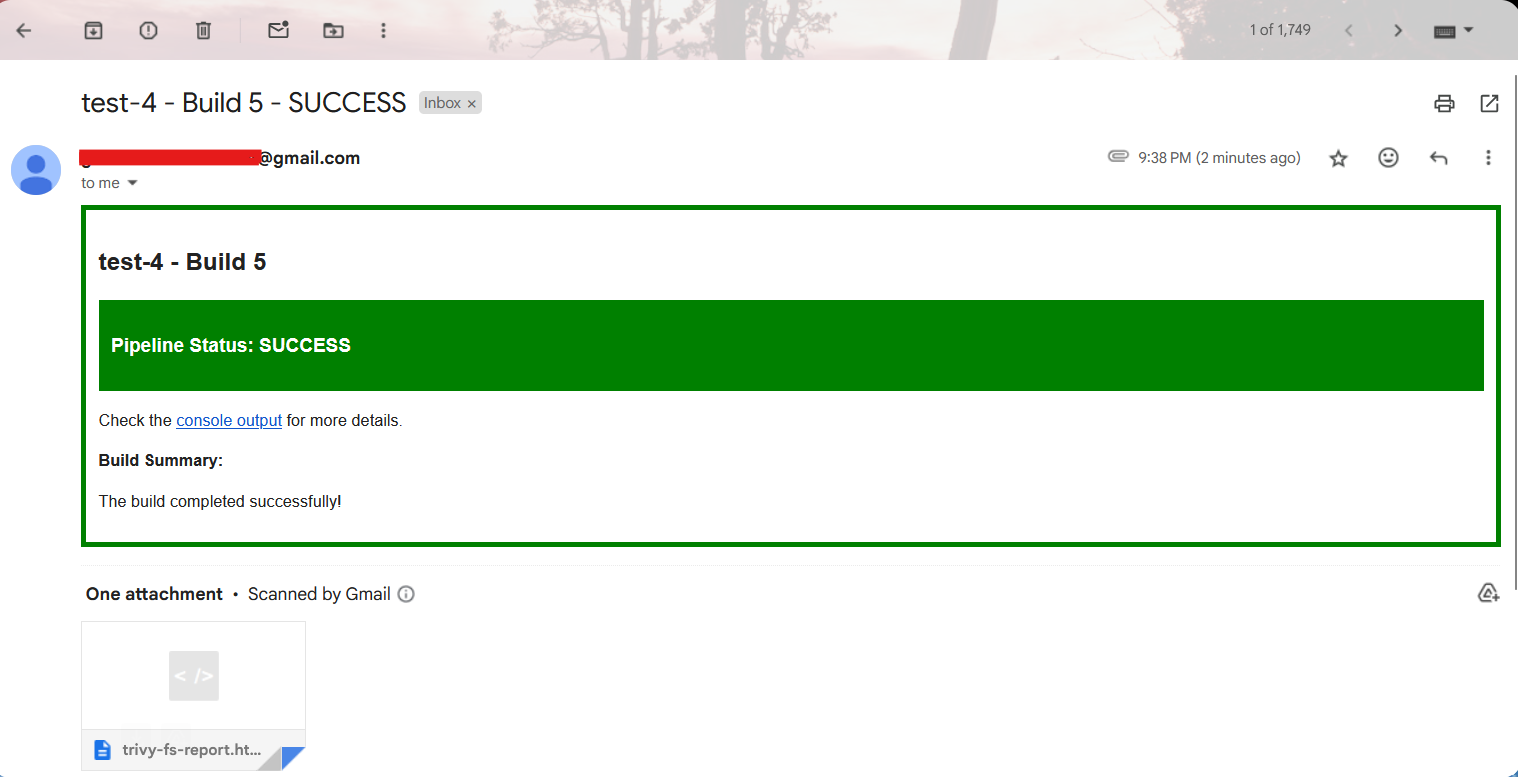 1 of 1,749
test-4 - Build 5 - SUCCESS Inbox ×
@gmail.com 9:38 PM (2 minutes ago)
to me
test-4 - Build 5
Pipeline Status: SUCCESS
Check the console output for more details.
Build Summary:
The build completed successfully!
One attachment • Scanned by Gmail
< />
trivy-fs-report.ht...